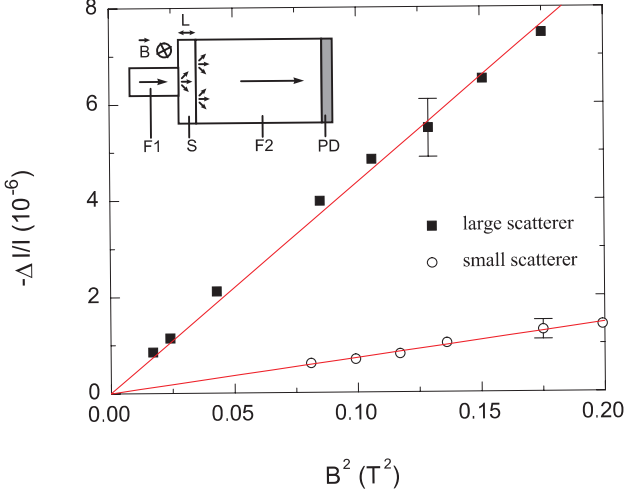 8
6
4
2
0
-Δ I/I (10⁻⁶)
L
B
F1
S
F2
PD
large scatterer
small scatterer
0.00 0.05 0.10 0.15 0.20
B² (T²)